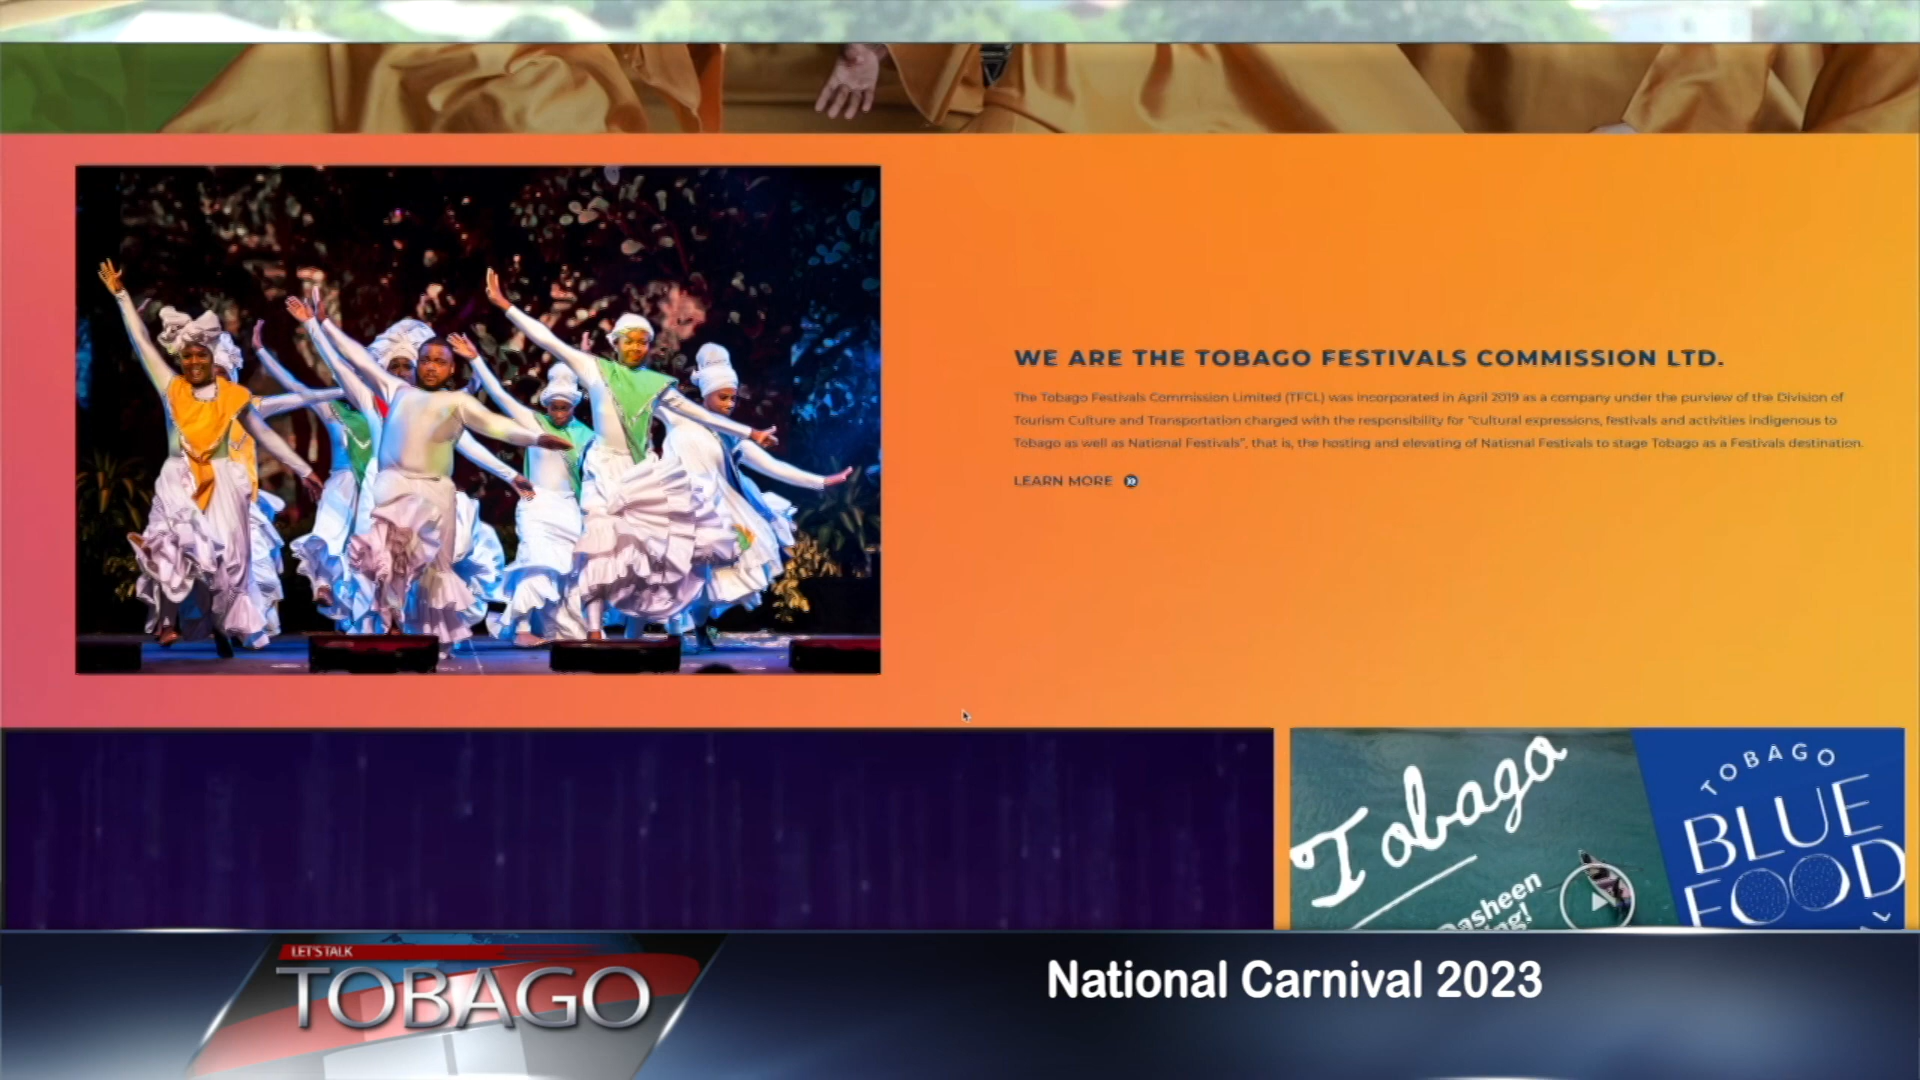 WE ARE THE TOBAGO FESTIVALS COMMISSION LTD.
The Tobago Festivals Commission Limited (TFCL) was incorporated in April 2019 as a company under the purview of the Division of
Tourism Culture and Transportation charged with the responsibility for "cultural expressions, festivals and activities indigenous to
Tobago as well as National Festivals", that is, the hosting and elevating of National Festivals to stage Tobago as a Festivals destination.
LEARN MORE
Tobago
Dasheen
TOBAGO
BLUE
FOOD
LET'S TALK
TOBAGO
National Carnival 2023